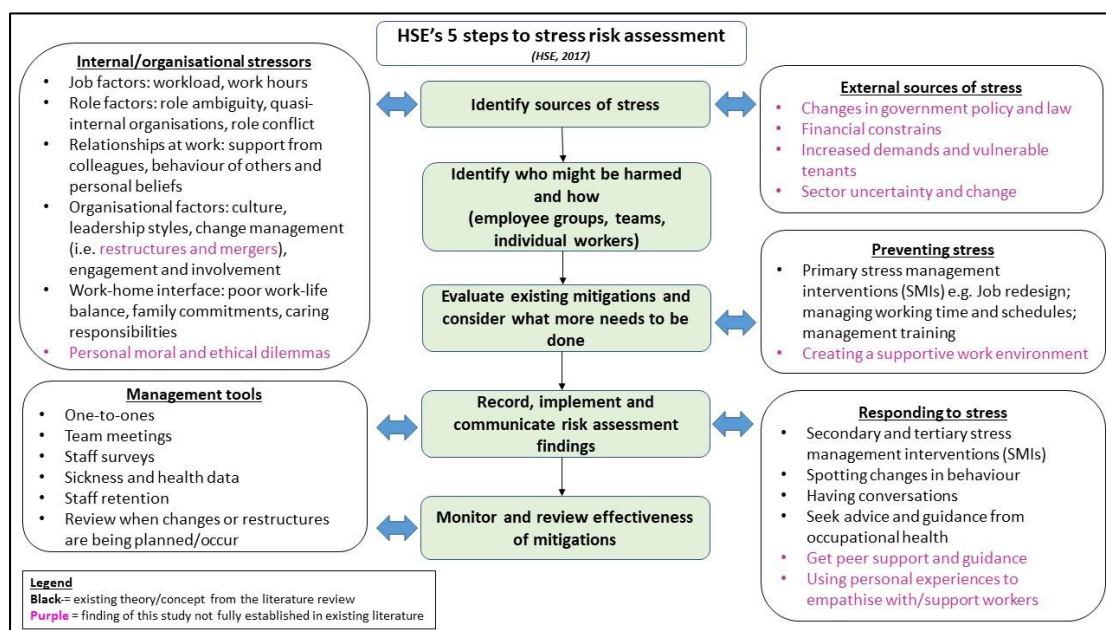 HSE's 5 steps to stress risk assessment
(HSE, 2017)
Internal/organisational stressors
• Job factors: workload, work hours
• Role factors: role ambiguity, quasi-
internal organisations, role conflict
• Relationships at work: support from
colleagues, behaviour of others and
personal beliefs
• Organisational factors: culture,
leadership styles, change management
(i.e. restructures and mergers),
engagement and involvement
• Work-home interface: poor work-life
balance, family commitments, caring
responsibilities
• Personal moral and ethical dilemmas
Identify sources of stress
External sources of stress
• Changes in government policy and law
• Financial constrains
• Increased demands and vulnerable
tenants
• Sector uncertainty and change
Identify who might be harmed
and how
(employee groups, teams,
individual workers)
Evaluate existing mitigations and
consider what more needs to be
done
Preventing stress
• Primary stress management
interventions (SMIs) e.g. Job redesign;
managing working time and schedules;
management training
• Creating a supportive work environment
Management tools
• One-to-ones
• Team meetings
• Staff surveys
• Sickness and health data
• Staff retention
• Review when changes or restructures
are being planned/occur
Record, implement and
communicate risk assessment
findings
Responding to stress
• Secondary and tertiary stress
management interventions (SMIs)
• Spotting changes in behaviour
• Having conversations
• Seek advice and guidance from
occupational health
• Get peer support and guidance
• Using personal experiences to
empathise with/support workers
Monitor and review effectiveness
of mitigations
Legend
Black = existing theory/concept from the literature review
Purple = finding of this study not fully established in existing literature